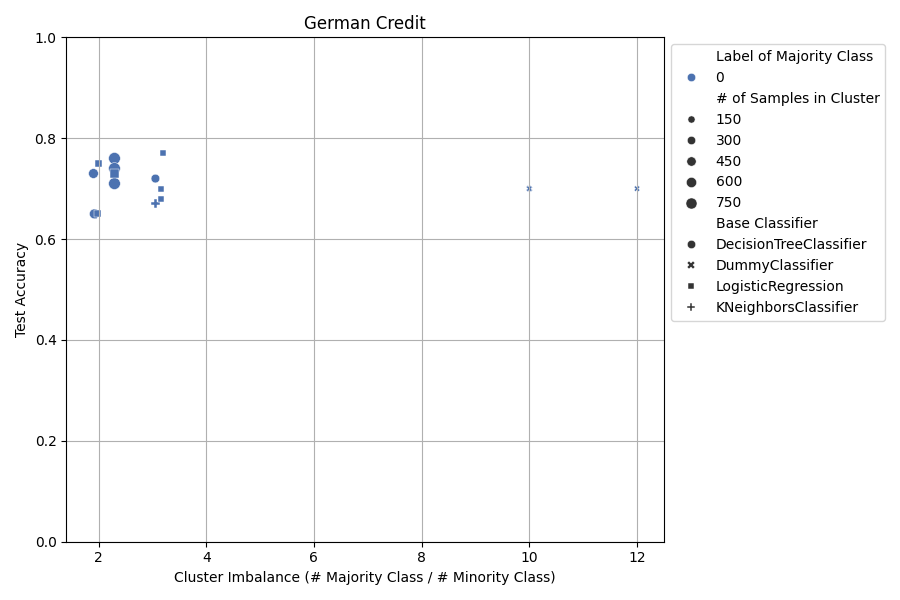 German Credit
1.0
0.8
0.6
0.4
0.2
0.0
Test Accuracy
2 4 6 8 10 12
Cluster Imbalance (# Majority Class / # Minority Class)
Label of Majority Class
0
# of Samples in Cluster
150
300
450
600
750
Base Classifier
DecisionTreeClassifier
DummyClassifier
LogisticRegression
KNeighborsClassifier